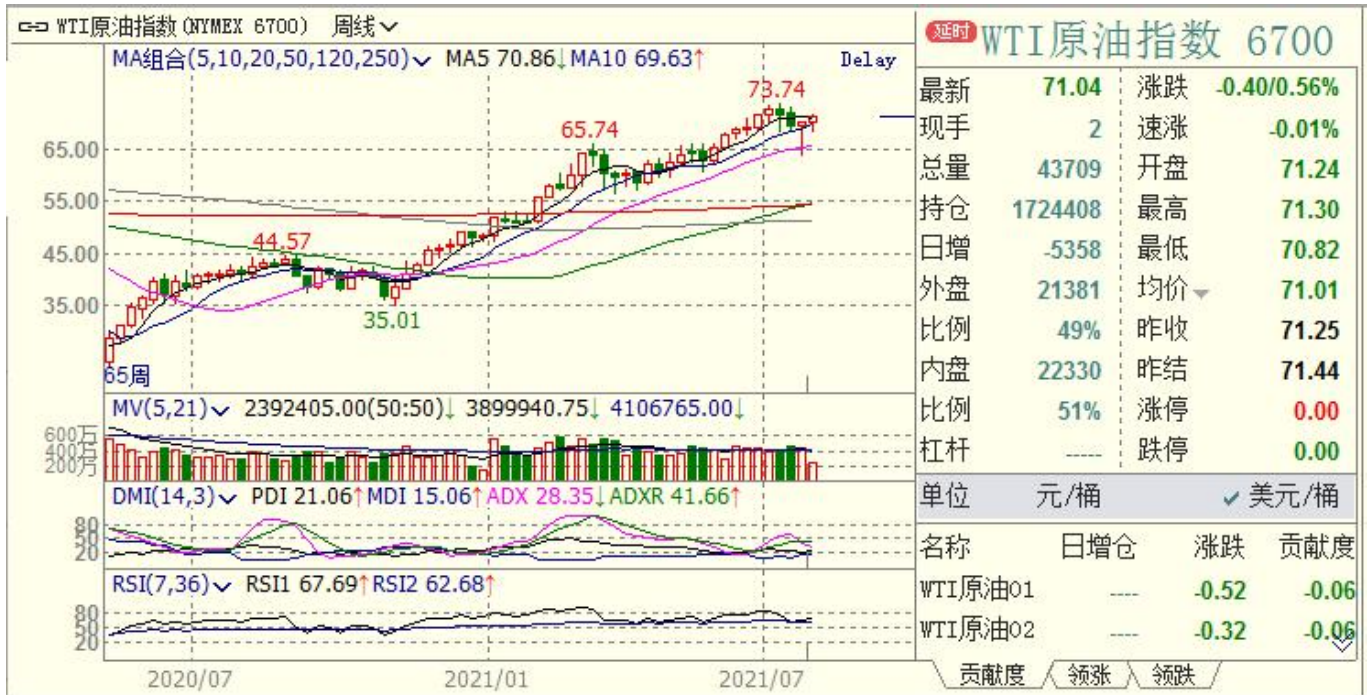 WTI原油指数(NYMEX 6700) 周线
MA组合(5,10,20,50,120,250) MA5 70.86↓ MA10 69.63↑ Delay
73.74
65.74
65.00
55.00
44.57
45.00
35.00
35.01
65周
MV(5,21) 2392405.00(50:50)↓ 3899940.75↓ 4106765.00↓
600万
400万
200万
DMI(14,3) PDI 21.06↑ MDI 15.06↑ ADX 28.35↓ ADXR 41.66↑
80
50
20
RSI(7,36) RSI1 67.69↑ RSI2 62.68↑
80
50
20
2020/07 2021/01 2021/07
延时 WTI原油指数 6700
最新 71.04 涨跌 -0.40/0.56%
现手 2 速涨 -0.01%
总量 43709 开盘 71.24
持仓 1724408 最高 71.30
日增 -5358 最低 70.82
外盘 21381 均价 71.01
比例 49% 昨收 71.25
内盘 22330 昨结 71.44
比例 51% 涨停 0.00
杠杆 ----- 跌停 0.00
单位 元/桶 ✓ 美元/桶
名称 日增仓 涨跌 贡献度
WTI原油01 ---- -0.52 -0.06
WTI原油02 ---- -0.32 -0.06
贡献度 领涨 领跌